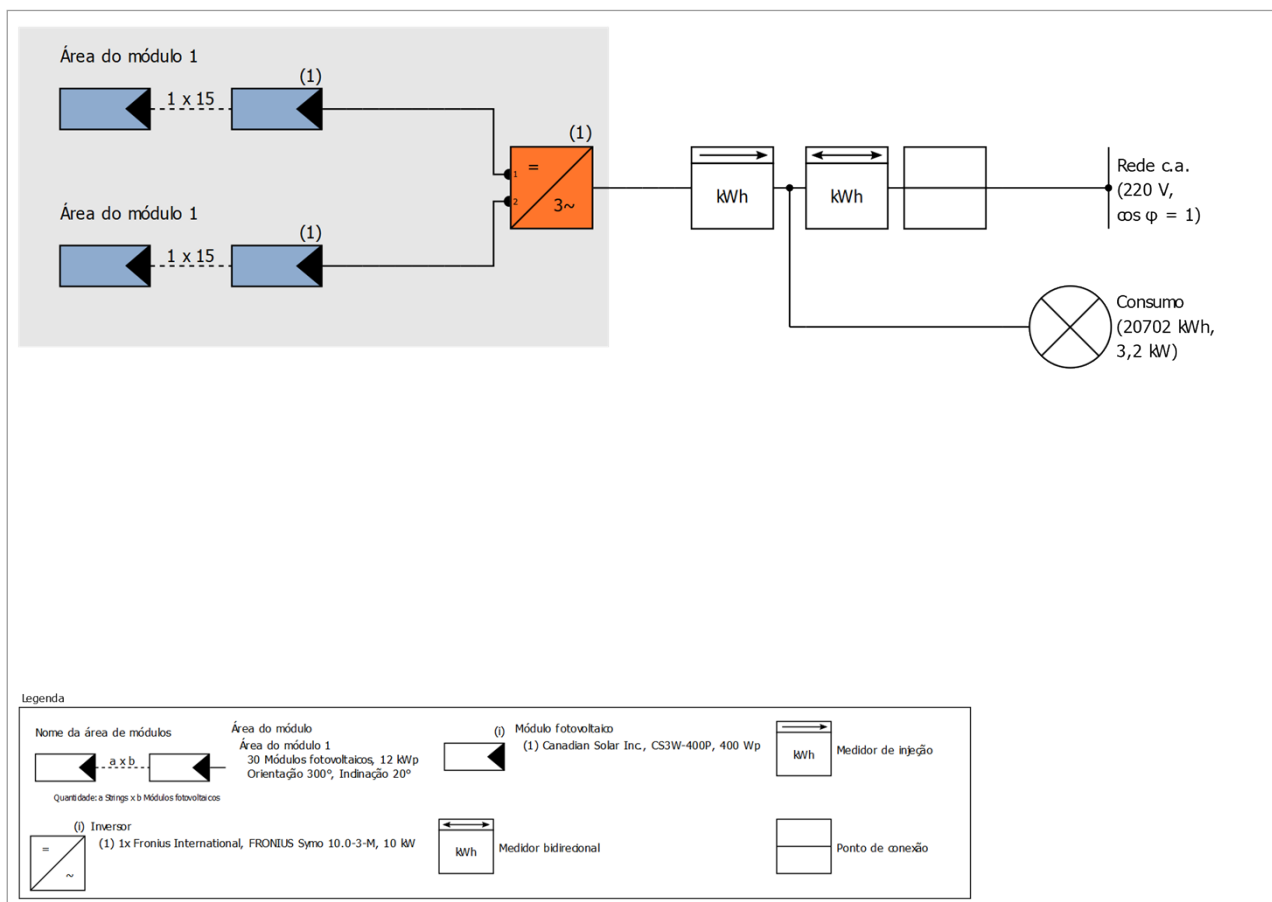 Área do módulo 1
(1)
1 x 15
(1)
1
=
2
3~
Área do módulo 1
(1)
1 x 15
kWh
kWh
Rede c.a.
(220 V,
cos φ = 1)
Consumo
(20702 kWh,
3,2 kW)
Legenda
Nome da área de módulos
a x b
Quantidade: a Strings x b Módulos fotovoltaicos
Área do módulo
Área do módulo 1
30 Módulos fotovoltaicos, 12 kWp
Orientação 300°, Inclinação 20°
(i) Módulo fotovoltaico
(1) Canadian Solar Inc., CS3W-400P, 400 Wp
kWh
Medidor de injeção
(i) Inversor
(1) 1x Fronius International, FRONIUS Symo 10.0-3-M, 10 kW
=
~
kWh
Medidor bidirecional
Ponto de conexão